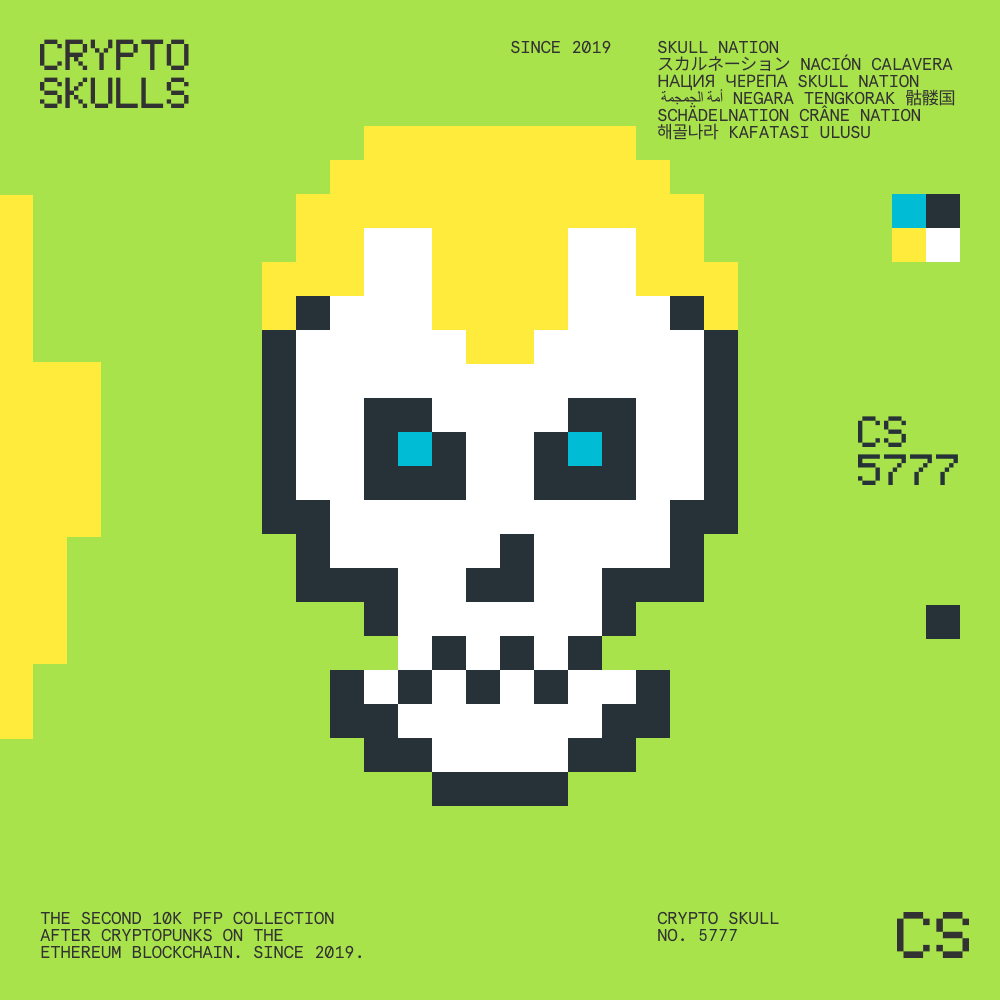 CRYPTO
SKULLS
SINCE 2019
SKULL NATION
スカルネーション NACIÓN CALAVERA
НАЦИЯ ЧЕРЕПА SKULL NATION
أمة الجمجمة NEGARA TENGKORAK 骷髅国
SCHÄDELNATION CRÂNE NATION
해골나라 KAFATASI ULUSU
CS
5777
THE SECOND 10K PFP COLLECTION
AFTER CRYPTOPUNKS ON THE
ETHEREUM BLOCKCHAIN. SINCE 2019.
CRYPTO SKULL
NO. 5777
CS